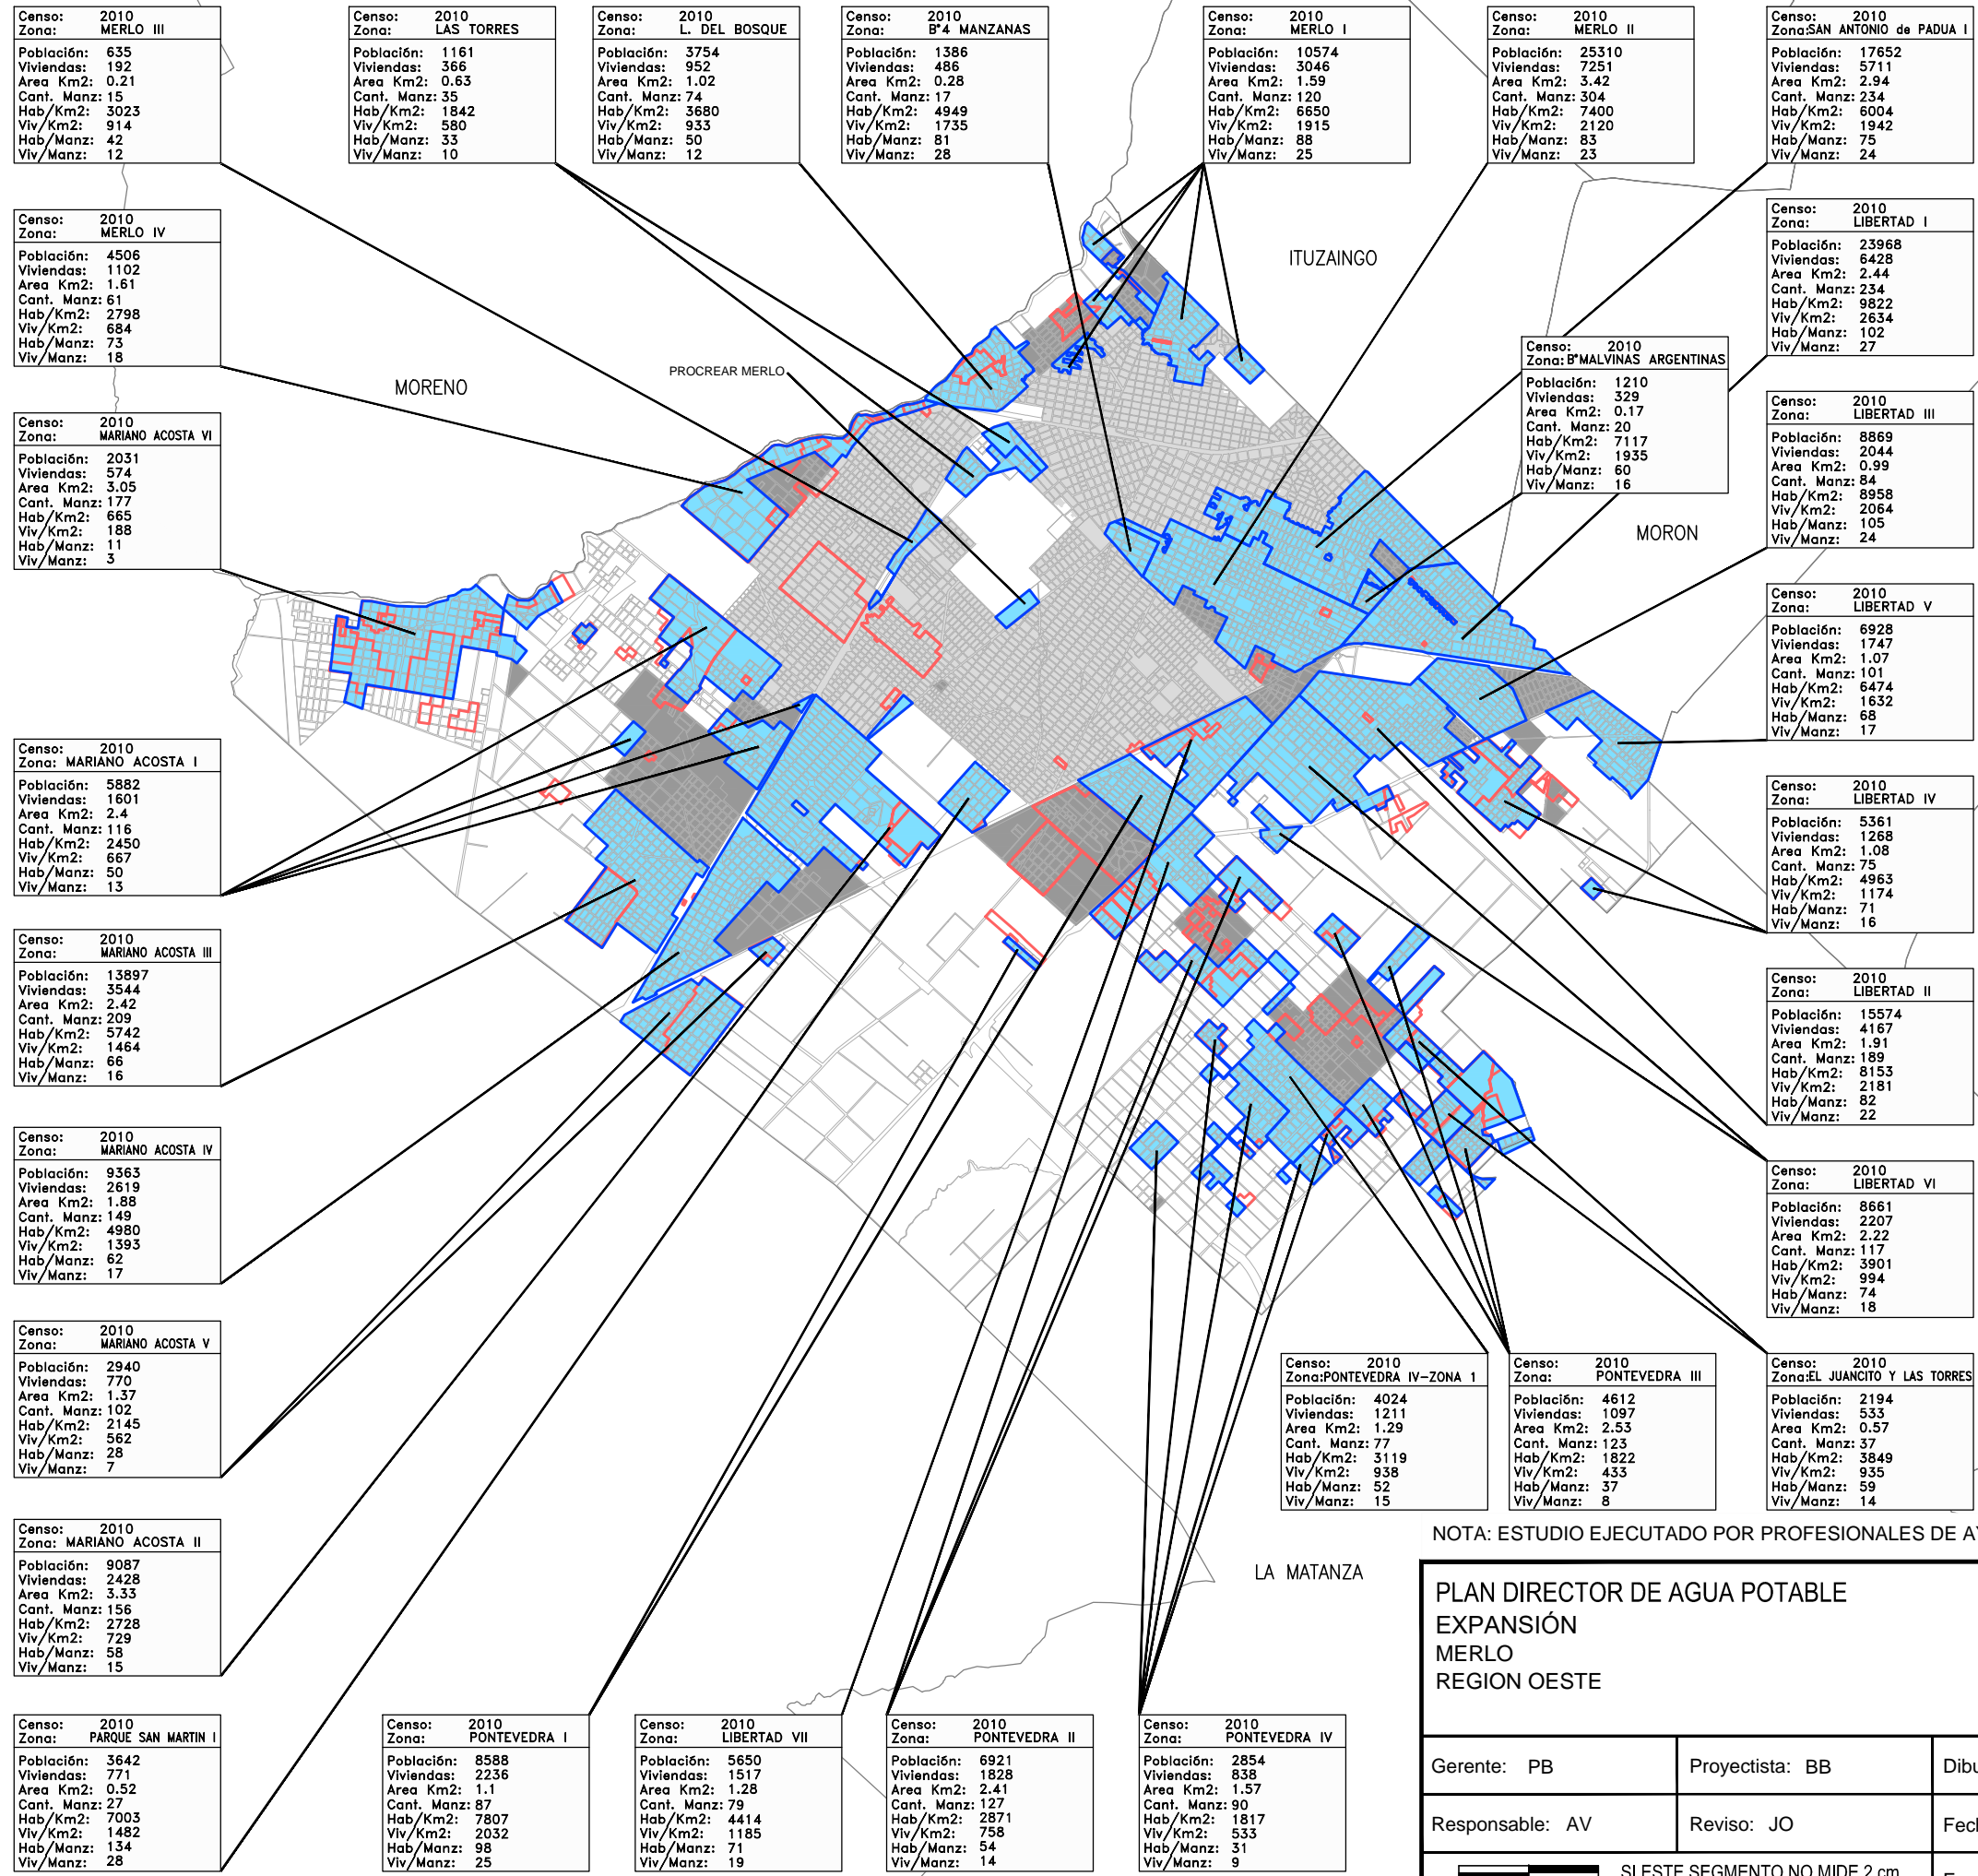 Censo: 2010
Zona: MERLO III
Población: 635
Viviendas: 192
Area Km2: 0.21
Cant. Manz: 15
Hab/Km2: 3023
Viv/Km2: 914
Hab/Manz: 42
Viv/Manz: 12
Censo: 2010
Zona: LAS TORRES
Población: 1161
Viviendas: 366
Area Km2: 0.63
Cant. Manz: 35
Hab/Km2: 1842
Viv/Km2: 580
Hab/Manz: 33
Viv/Manz: 10
Censo: 2010
Zona: L. DEL BOSQUE
Población: 3754
Viviendas: 952
Area Km2: 1.02
Cant. Manz: 74
Hab/Km2: 3680
Viv/Km2: 933
Hab/Manz: 50
Viv/Manz: 12
Censo: 2010
Zona: B°4 MANZANAS
Población: 1386
Viviendas: 486
Area Km2: 0.28
Cant. Manz: 17
Hab/Km2: 4949
Viv/Km2: 1735
Hab/Manz: 81
Viv/Manz: 28
Censo: 2010
Zona: MERLO I
Población: 10574
Viviendas: 3046
Area Km2: 1.59
Cant. Manz: 120
Hab/Km2: 6650
Viv/Km2: 1915
Hab/Manz: 88
Viv/Manz: 25
Censo: 2010
Zona: MERLO II
Población: 25310
Viviendas: 7251
Area Km2: 3.42
Cant. Manz: 304
Hab/Km2: 7400
Viv/Km2: 2120
Hab/Manz: 83
Viv/Manz: 23
Censo: 2010
Zona: SAN ANTONIO de PADUA I
Población: 17652
Viviendas: 5711
Area Km2: 2.94
Cant. Manz: 234
Hab/Km2: 6004
Viv/Km2: 1942
Hab/Manz: 75
Viv/Manz: 24
Censo: 2010
Zona: MERLO IV
Población: 4506
Viviendas: 1102
Area Km2: 1.61
Cant. Manz: 61
Hab/Km2: 2798
Viv/Km2: 684
Hab/Manz: 73
Viv/Manz: 18
Censo: 2010
Zona: LIBERTAD I
Población: 23968
Viviendas: 6428
Area Km2: 2.44
Cant. Manz: 234
Hab/Km2: 9822
Viv/Km2: 2634
Hab/Manz: 102
Viv/Manz: 27
ITUZAINGO
MORENO
PROCREAR MERLO
Censo: 2010
Zona: B°MALVINAS ARGENTINAS
Población: 1210
Viviendas: 329
Area Km2: 0.17
Cant. Manz: 20
Hab/Km2: 7117
Viv/Km2: 1935
Hab/Manz: 60
Viv/Manz: 16
MORON
Censo: 2010
Zona: MARIANO ACOSTA VI
Población: 2031
Viviendas: 574
Area Km2: 3.05
Cant. Manz: 177
Hab/Km2: 665
Viv/Km2: 188
Hab/Manz: 11
Viv/Manz: 3
Censo: 2010
Zona: LIBERTAD III
Población: 8869
Viviendas: 2044
Area Km2: 0.99
Cant. Manz: 84
Hab/Km2: 8958
Viv/Km2: 2064
Hab/Manz: 105
Viv/Manz: 24
Censo: 2010
Zona: LIBERTAD V
Población: 6928
Viviendas: 1747
Area Km2: 1.07
Cant. Manz: 101
Hab/Km2: 6474
Viv/Km2: 1632
Hab/Manz: 68
Viv/Manz: 17
Censo: 2010
Zona: MARIANO ACOSTA I
Población: 5882
Viviendas: 1601
Area Km2: 2.4
Cant. Manz: 116
Hab/Km2: 2450
Viv/Km2: 667
Hab/Manz: 50
Viv/Manz: 13
Censo: 2010
Zona: LIBERTAD IV
Población: 5361
Viviendas: 1268
Area Km2: 1.08
Cant. Manz: 75
Hab/Km2: 4963
Viv/Km2: 1174
Hab/Manz: 71
Viv/Manz: 16
Censo: 2010
Zona: MARIANO ACOSTA III
Población: 13897
Viviendas: 3544
Area Km2: 2.42
Cant. Manz: 209
Hab/Km2: 5742
Viv/Km2: 1464
Hab/Manz: 66
Viv/Manz: 16
Censo: 2010
Zona: LIBERTAD II
Población: 15574
Viviendas: 4167
Area Km2: 1.91
Cant. Manz: 189
Hab/Km2: 8153
Viv/Km2: 2181
Hab/Manz: 82
Viv/Manz: 22
Censo: 2010
Zona: MARIANO ACOSTA IV
Población: 9363
Viviendas: 2619
Area Km2: 1.88
Cant. Manz: 149
Hab/Km2: 4980
Viv/Km2: 1393
Hab/Manz: 62
Viv/Manz: 17
Censo: 2010
Zona: LIBERTAD VI
Población: 8661
Viviendas: 2207
Area Km2: 2.22
Cant. Manz: 117
Hab/Km2: 3901
Viv/Km2: 994
Hab/Manz: 74
Viv/Manz: 18
Censo: 2010
Zona: MARIANO ACOSTA V
Población: 2940
Viviendas: 770
Area Km2: 1.37
Cant. Manz: 102
Hab/Km2: 2145
Viv/Km2: 562
Hab/Manz: 28
Viv/Manz: 7
Censo: 2010
Zona:PONTEVEDRA IV-ZONA 1
Población: 4024
Viviendas: 1211
Area Km2: 1.29
Cant. Manz: 77
Hab/Km2: 3119
Viv/Km2: 938
Hab/Manz: 52
Viv/Manz: 15
Censo: 2010
Zona: PONTEVEDRA III
Población: 4612
Viviendas: 1097
Area Km2: 2.53
Cant. Manz: 123
Hab/Km2: 1822
Viv/Km2: 433
Hab/Manz: 37
Viv/Manz: 8
Censo: 2010
Zona:EL JUANCITO Y LAS TORRES
Población: 2194
Viviendas: 533
Area Km2: 0.57
Cant. Manz: 37
Hab/Km2: 3849
Viv/Km2: 935
Hab/Manz: 59
Viv/Manz: 14
Censo: 2010
Zona: MARIANO ACOSTA II
Población: 9087
Viviendas: 2428
Area Km2: 3.33
Cant. Manz: 156
Hab/Km2: 2728
Viv/Km2: 729
Hab/Manz: 58
Viv/Manz: 15
LA MATANZA
Censo: 2010
Zona: PARQUE SAN MARTIN I
Población: 3642
Viviendas: 771
Area Km2: 0.52
Cant. Manz: 27
Hab/Km2: 7003
Viv/Km2: 1482
Hab/Manz: 134
Viv/Manz: 28
Censo: 2010
Zona: PONTEVEDRA I
Población: 8588
Viviendas: 2236
Area Km2: 1.1
Cant. Manz: 87
Hab/Km2: 7807
Viv/Km2: 2032
Hab/Manz: 98
Viv/Manz: 25
Censo: 2010
Zona: LIBERTAD VII
Población: 5650
Viviendas: 1517
Area Km2: 1.28
Cant. Manz: 79
Hab/Km2: 4414
Viv/Km2: 1185
Hab/Manz: 71
Viv/Manz: 19
Censo: 2010
Zona: PONTEVEDRA II
Población: 6921
Viviendas: 1828
Area Km2: 2.41
Cant. Manz: 127
Hab/Km2: 2871
Viv/Km2: 758
Hab/Manz: 54
Viv/Manz: 14
Censo: 2010
Zona: PONTEVEDRA IV
Población: 2854
Viviendas: 838
Area Km2: 1.57
Cant. Manz: 90
Hab/Km2: 1817
Viv/Km2: 533
Hab/Manz: 31
Viv/Manz: 9
NOTA: ESTUDIO EJECUTADO POR PROFESIONALES DE
PLAN DIRECTOR DE AGUA POTABLE
EXPANSIÓN
MERLO
REGION OESTE
Gerente: PB
Proyectista: BB
Responsable: AV
Reviso: JO
SI ESTE SEGMENTO NO MIDE 2 cm